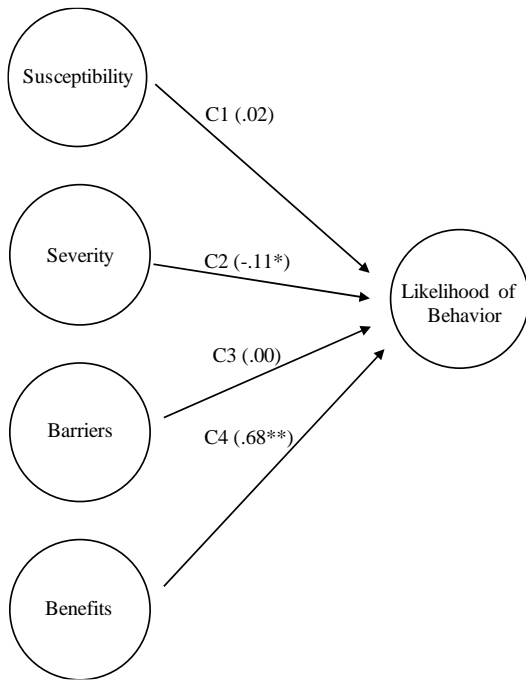 Susceptibility
C1 (.02)
Severity
C2 (-.11*)
Likelihood of
Behavior
C3 (.00)
Barriers
C4 (.68**)
Benefits